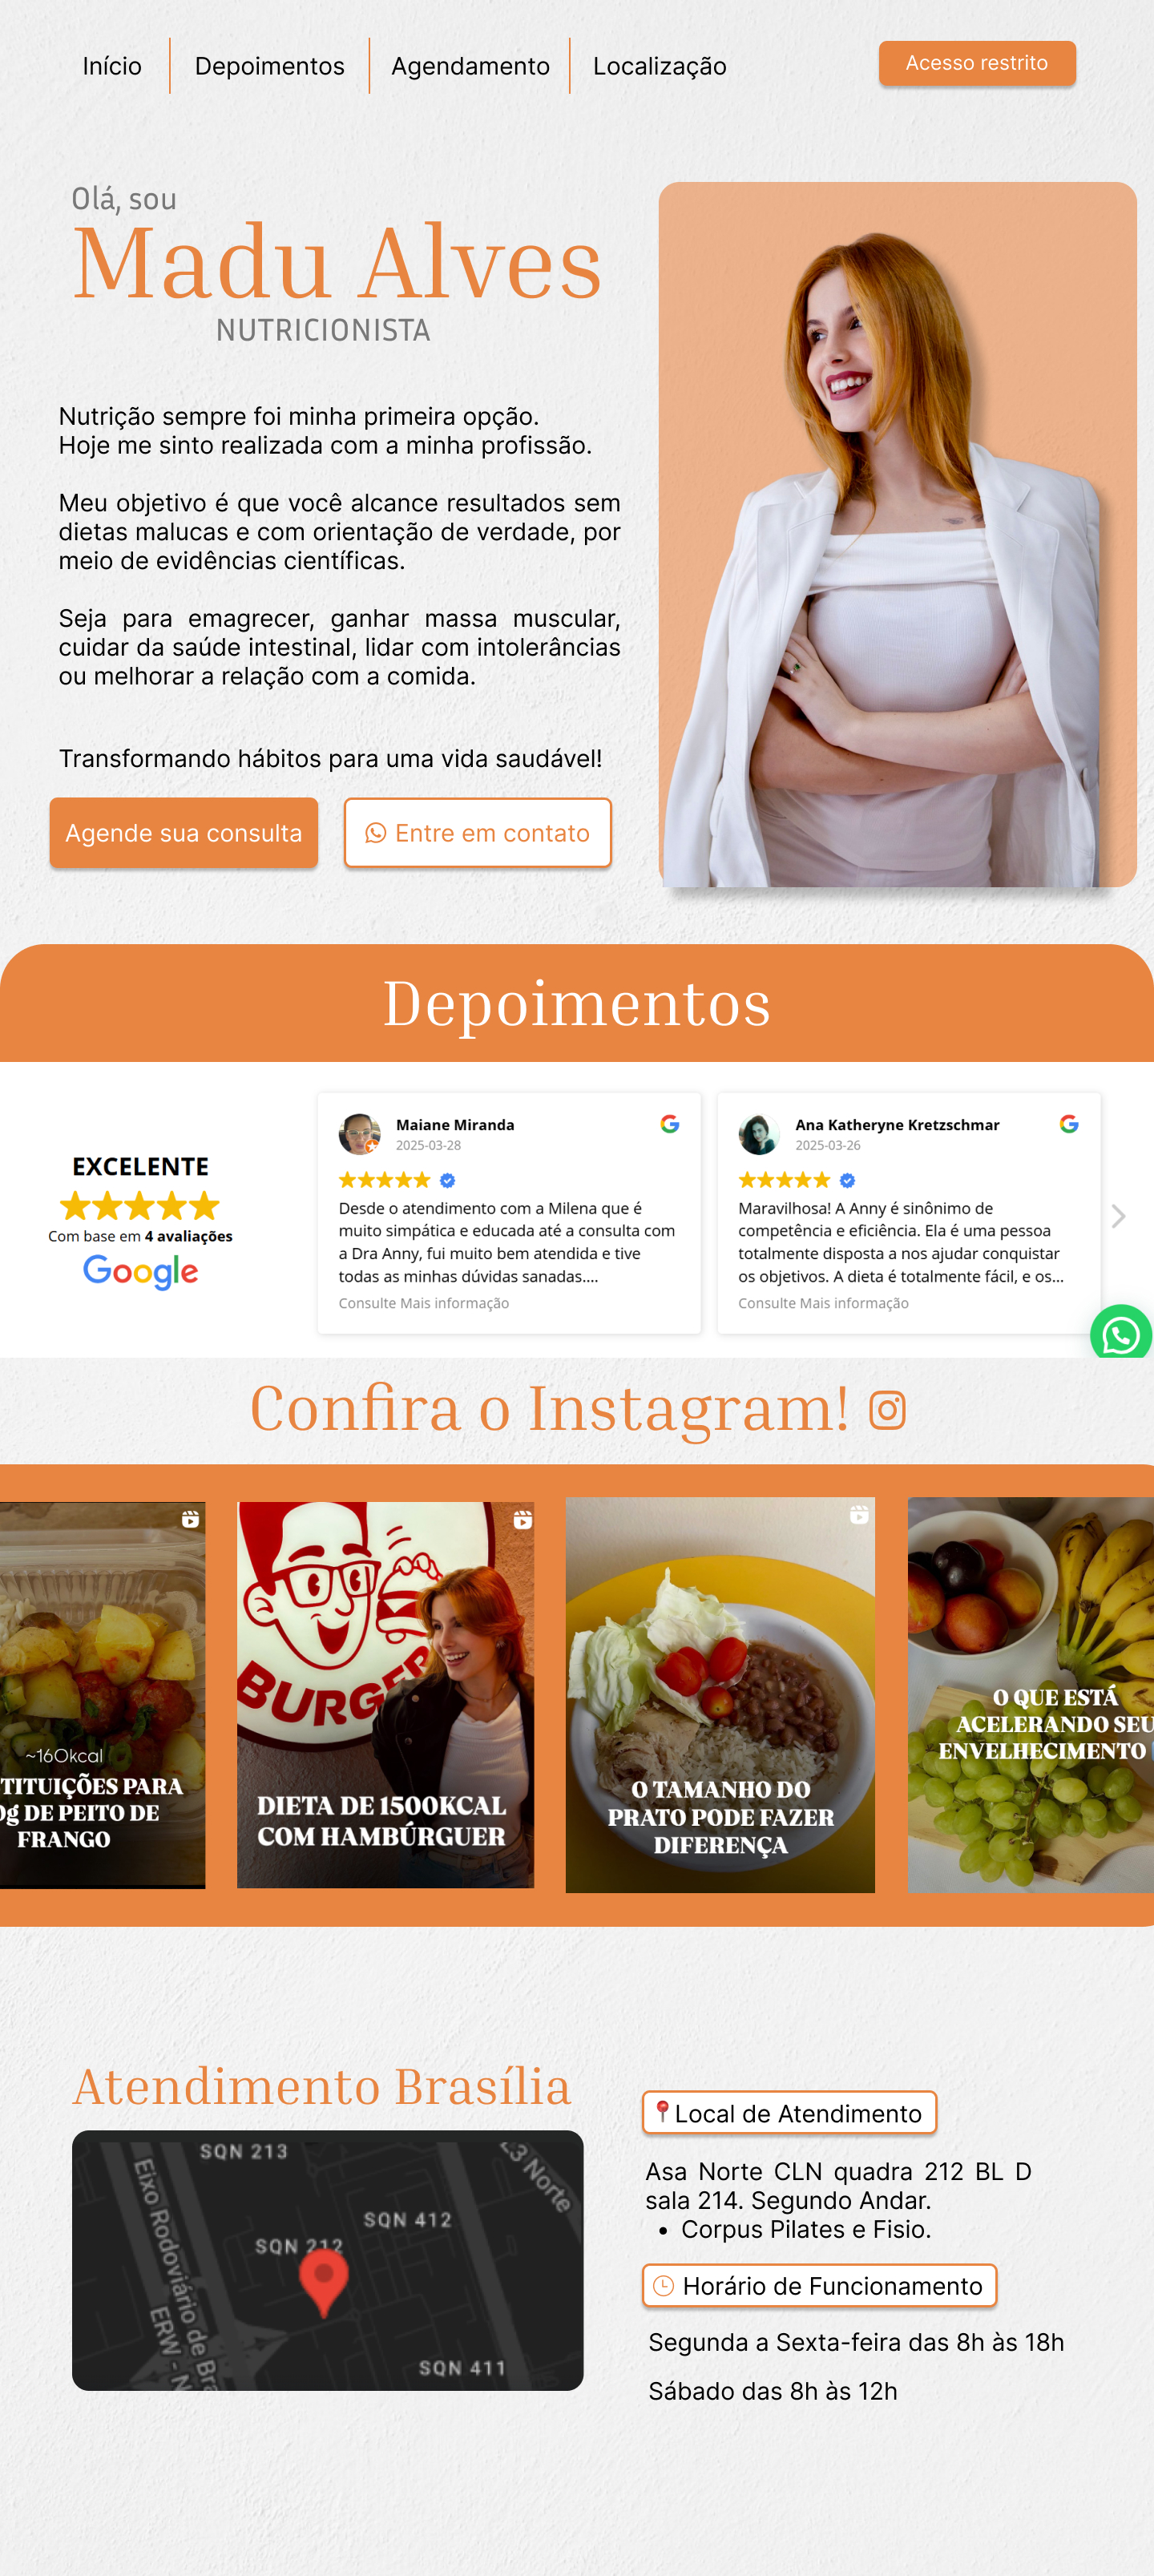 Início
Depoimentos
Agendamento
Localização
Acesso restrito
Olá, sou
Madu Alves
NUTRICIONISTA
Nutrição sempre foi minha primeira opção.
Hoje me sinto realizada com a minha profissão.
Meu objetivo é que você alcance resultados sem
dietas malucas e com orientação de verdade, por
meio de evidências científicas.
Seja para emagrecer, ganhar massa muscular,
cuidar da saúde intestinal, lidar com intolerâncias
ou melhorar a relação com a comida.
Transformando hábitos para uma vida saudável!
Agende sua consulta
Entre em contato
Depoimentos
EXCELENTE
Com base em 4 avaliações
Google
Maiane Miranda
2025-03-28
Desde o atendimento com a Milena que é
muito simpática e educada até a consulta com
a Dra Anny, fui muito bem atendida e tive
todas as minhas dúvidas sanadas....
Consulte Mais informação
Ana Katheryne Kretzschmar
2025-03-26
Maravilhosa! A Anny é sinônimo de
competência e eficiência. Ela é uma pessoa
totalmente disposta a nos ajudar conquistar
os objetivos. A dieta é totalmente fácil, e os...
Consulte Mais informação
Confira o Instagram!
~160kcal
TITUIÇÕES PARA
0g DE PEITO DE
FRANGO
BURGER
DIETA DE 1500KCAL
COM HAMBÚRGUER
O TAMANHO DO
PRATO PODE FAZER
DIFERENÇA
O QUE ESTÁ
ACELERANDO SEU
ENVELHECIMENTO
Atendimento Brasília
SQN 213
L3 Norte
SQN 412
SQN 212
Eixo Rodoviário de Bra
ERW - N
SQN 411
Local de Atendimento
Asa Norte CLN quadra 212 BL D
sala 214. Segundo Andar.
• Corpus Pilates e Fisio.
Horário de Funcionamento
Segunda a Sexta-feira das 8h às 18h
Sábado das 8h às 12h